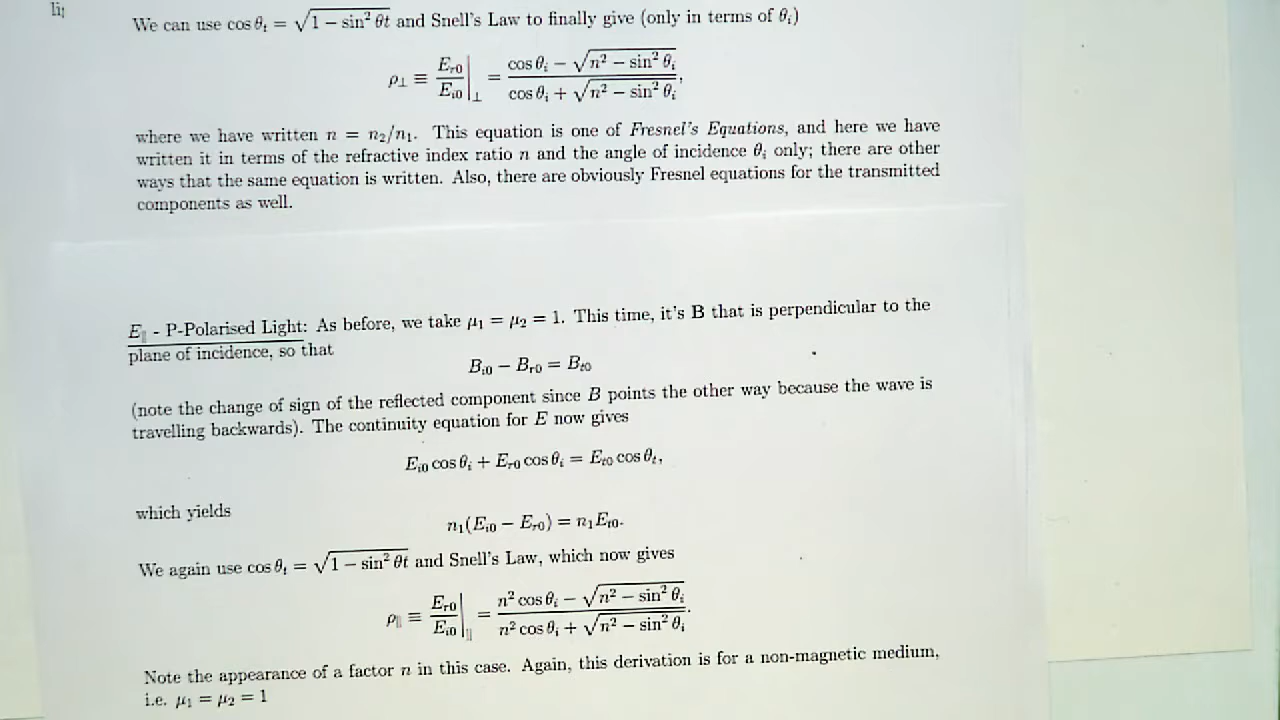 li
We can use cos θ_t = √(1 − sin² θt) and Snell's Law to finally give (only in terms of θ_i)
ρ_⊥ ≡ E_r0/E_i0 |_⊥ = (cos θ_i − √(n² − sin² θ_i))/(cos θ_i + √(n² − sin² θ_i)),
where we have written n = n₂/n₁. This equation is one of Fresnel's Equations, and here we have
written it in terms of the refractive index ratio n and the angle of incidence θ_i only; there are other
ways that the same equation is written. Also, there are obviously Fresnel equations for the transmitted
components as well.
E_∥ - P-Polarised Light: As before, we take μ₁ = μ₂ = 1. This time, it's B that is perpendicular to the
plane of incidence, so that
B_i0 − B_r0 = B_t0
(note the change of sign of the reflected component since B points the other way because the wave is
travelling backwards). The continuity equation for E now gives
E_i0 cos θ_i + E_r0 cos θ_i = E_t0 cos θ_t,
which yields
n₁(E_i0 − E_r0) = n₁E_t0.
We again use cos θ_t = √(1 − sin² θt) and Snell's Law, which now gives
ρ_∥ ≡ E_r0/E_i0 |_∥ = (n² cos θ_i − √(n² − sin² θ_i))/(n² cos θ_i + √(n² − sin² θ_i)).
Note the appearance of a factor n in this case. Again, this derivation is for a non-magnetic medium,
i.e. μ₁ = μ₂ = 1